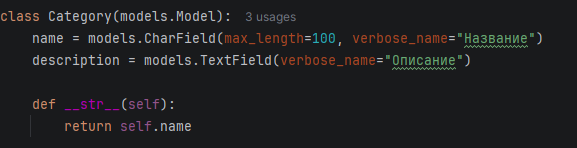 class Category(models.Model): 3 usages
    name = models.CharField(max_length=100, verbose_name="Название")
    description = models.TextField(verbose_name="Описание")

    def __str__(self):
        return self.name